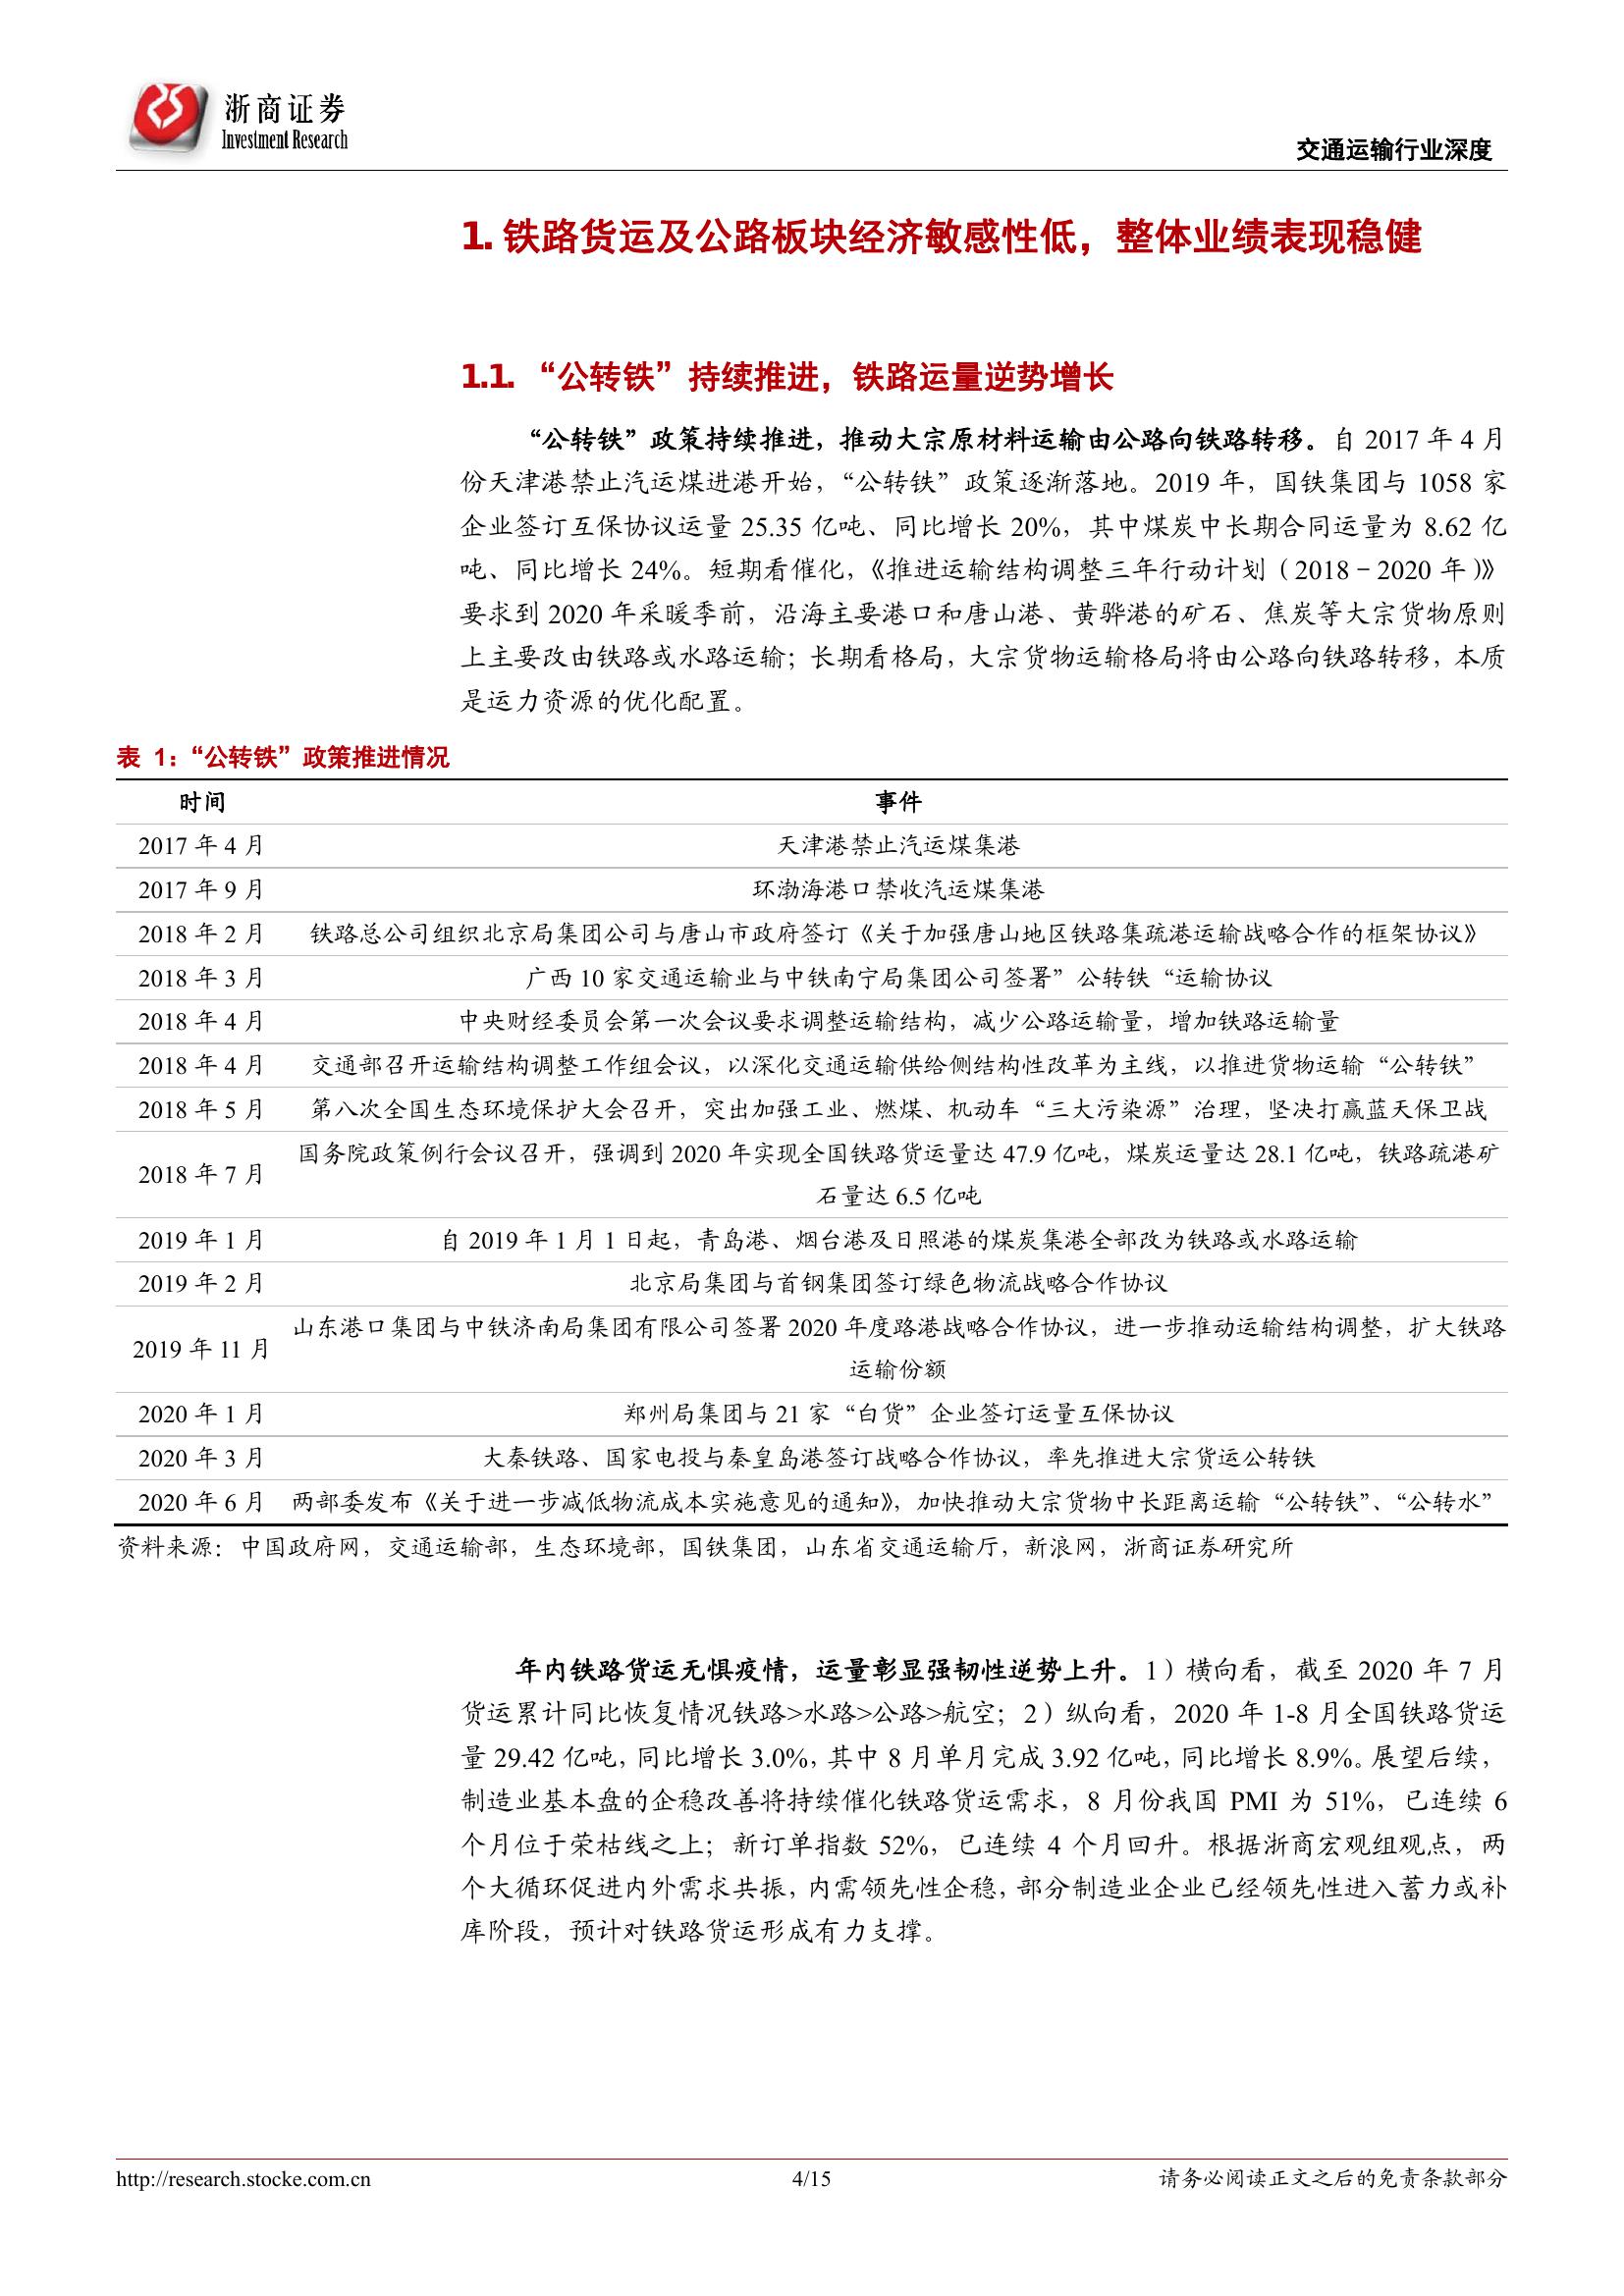 浙商证券
Investment Research
交通运输行业深度
1. 铁路货运及公路板块经济敏感性低，整体业绩表现稳健
1.1. “公转铁”持续推进，铁路运量逆势增长
“公转铁”政策持续推进，推动大宗原材料运输由公路向铁路转移。自 2017 年 4 月
份天津港禁止汽运煤进港开始，“公转铁”政策逐渐落地。2019 年，国铁集团与 1058 家
企业签订互保协议运量 25.35 亿吨、同比增长 20%，其中煤炭中长期合同运量为 8.62 亿
吨、同比增长 24%。短期看催化，《推进运输结构调整三年行动计划（2018－2020 年）》
要求到 2020 年采暖季前，沿海主要港口和唐山港、黄骅港的矿石、焦炭等大宗货物原则
上主要改由铁路或水路运输；长期看格局，大宗货物运输格局将由公路向铁路转移，本质
是运力资源的优化配置。
表 1：“公转铁”政策推进情况
时间 事件
2017 年 4 月 天津港禁止汽运煤集港
2017 年 9 月 环渤海港口禁收汽运煤集港
2018 年 2 月 铁路总公司组织北京局集团公司与唐山市政府签订《关于加强唐山地区铁路集疏港运输战略合作的框架协议》
2018 年 3 月 广西 10 家交通运输业与中铁南宁局集团公司签署”公转铁“运输协议
2018 年 4 月 中央财经委员会第一次会议要求调整运输结构，减少公路运输量，增加铁路运输量
2018 年 4 月 交通部召开运输结构调整工作组会议，以深化交通运输供给侧结构性改革为主线，以推进货物运输“公转铁”
2018 年 5 月 第八次全国生态环境保护大会召开，突出加强工业、燃煤、机动车“三大污染源”治理，坚决打赢蓝天保卫战
2018 年 7 月 国务院政策例行会议召开，强调到 2020 年实现全国铁路货运量达 47.9 亿吨，煤炭运量达 28.1 亿吨，铁路疏港矿
石量达 6.5 亿吨
2019 年 1 月 自 2019 年 1 月 1 日起，青岛港、烟台港及日照港的煤炭集港全部改为铁路或水路运输
2019 年 2 月 北京局集团与首钢集团签订绿色物流战略合作协议
2019 年 11 月 山东港口集团与中铁济南局集团有限公司签署 2020 年度路港战略合作协议，进一步推动运输结构调整，扩大铁路
运输份额
2020 年 1 月 郑州局集团与 21 家“白货”企业签订运量互保协议
2020 年 3 月 大秦铁路、国家电投与秦皇岛港签订战略合作协议，率先推进大宗货运公转铁
2020 年 6 月 两部委发布《关于进一步减低物流成本实施意见的通知》，加快推动大宗货物中长距离运输“公转铁”、“公转水”
资料来源：中国政府网，交通运输部，生态环境部，国铁集团，山东省交通运输厅，新浪网，浙商证券研究所
年内铁路货运无惧疫情，运量彰显强韧性逆势上升。1）横向看，截至 2020 年 7 月
货运累计同比恢复情况铁路>水路>公路>航空；2）纵向看，2020 年 1-8 月全国铁路货运
量 29.42 亿吨，同比增长 3.0%，其中 8 月单月完成 3.92 亿吨，同比增长 8.9%。展望后续，
制造业基本盘的企稳改善将持续催化铁路货运需求，8 月份我国 PMI 为 51%，已连续 6
个月位于荣枯线之上；新订单指数 52%，已连续 4 个月回升。根据浙商宏观组观点，两
个大循环促进内外需求共振，内需领先性企稳，部分制造业企业已经领先性进入蓄力或补
库阶段，预计对铁路货运形成有力支撑。
http://research.stocke.com.cn 4/15 请务必阅读正文之后的免责条款部分